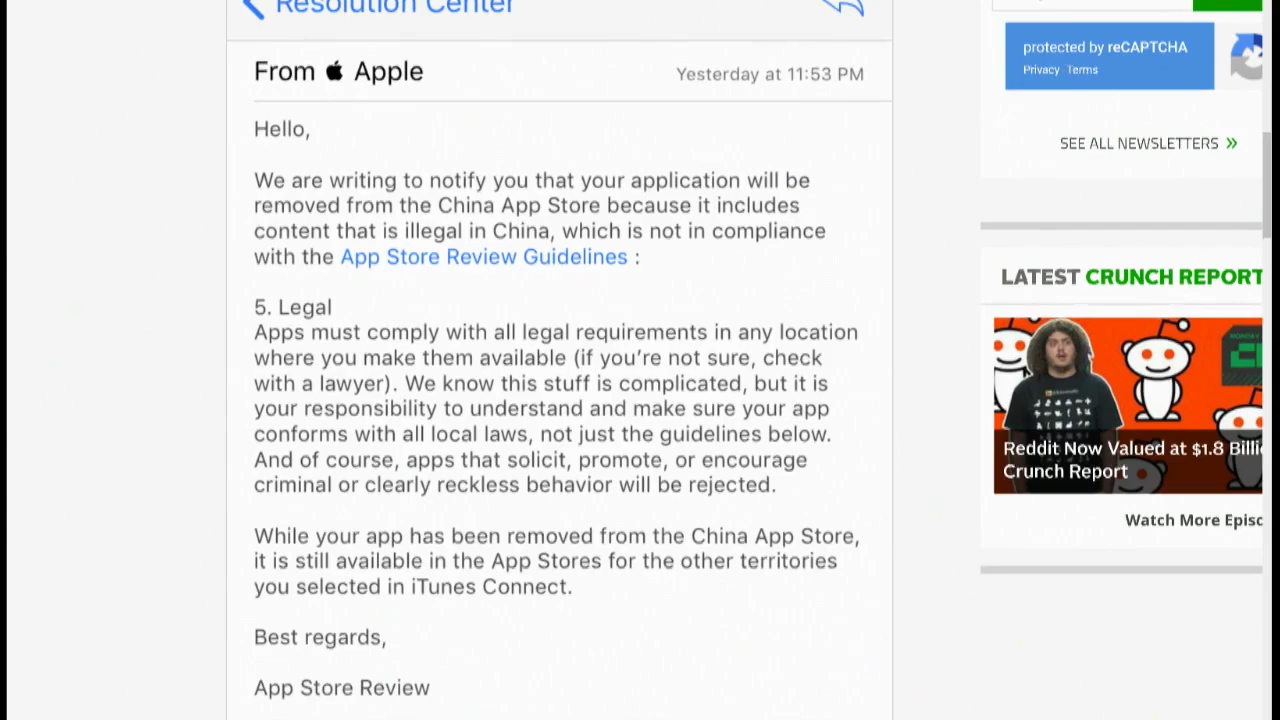 Resolution Center
From Apple
Yesterday at 11:53 PM
Hello,
We are writing to notify you that your application will be
removed from the China App Store because it includes
content that is illegal in China, which is not in compliance
with the App Store Review Guidelines :
5. Legal
Apps must comply with all legal requirements in any location
where you make them available (if you’re not sure, check
with a lawyer). We know this stuff is complicated, but it is
your responsibility to understand and make sure your app
conforms with all local laws, not just the guidelines below.
And of course, apps that solicit, promote, or encourage
criminal or clearly reckless behavior will be rejected.
While your app has been removed from the China App Store,
it is still available in the App Stores for the other territories
you selected in iTunes Connect.
Best regards,
App Store Review
protected by reCAPTCHA
Privacy Terms
SEE ALL NEWSLETTERS »
LATEST CRUNCH REPORT
Reddit Now Valued at $1.8 Billi
Crunch Report
Watch More Episo